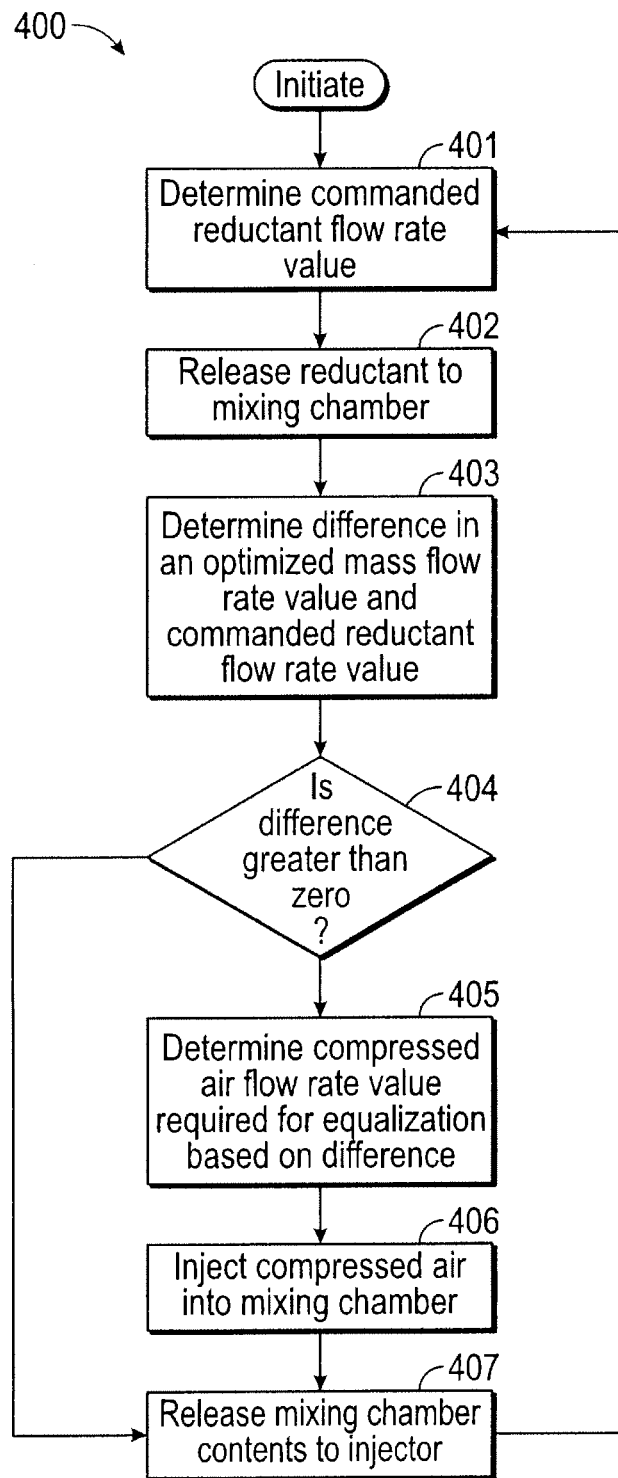 400
Initiate
401
Determine commanded
reductant flow rate
value
402
Release reductant to
mixing chamber
403
Determine difference in
an optimized mass flow
rate value and
commanded reductant
flow rate value
404
Is
difference
greater than
zero
?
405
Determine compressed
air flow rate value
required for equalization
based on difference
406
Inject compressed air
into mixing chamber
407
Release mixing chamber
contents to injector